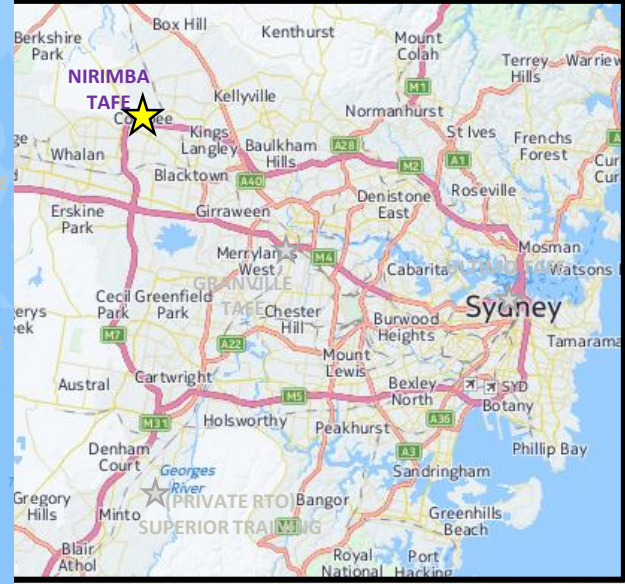 Berkshire
Park
Box Hill
Kenthurst
Mount
Colah
Terrey
Hills
Warriew
NIRIMBA
TAFE
M1
Kellyville
Normanhurst
Kings
Langley
Baulkham
Hills
A28
St Ives
Frenchs
Forest
A1
M2
Whalan
Blacktown
A40
Roseville
Denistone
East
Erskine
Park
Girraween
Mosman
Merrylands
West
M4
Cabarita
Watsons
GRANVILLE
TAFE
Sydney
Cecil
Park
Greenfield
Park
Chester
Hill
Burwood
Heights
Tamarama
M7
A22
Mount
Lewis
Austral
Cartwright
Bexley
North
SYD
Botany
M5
M31
Holsworthy
Peakhurst
A36
A3
Phillip Bay
Denham
Court
Georges
River
Sandringham
(PRIVATE RTO)
SUPERIOR TRAINING
Bangor
Gregory
Hills
Minto
Greenhills
Beach
Blair
Athol
Royal
National
Port
Hacking